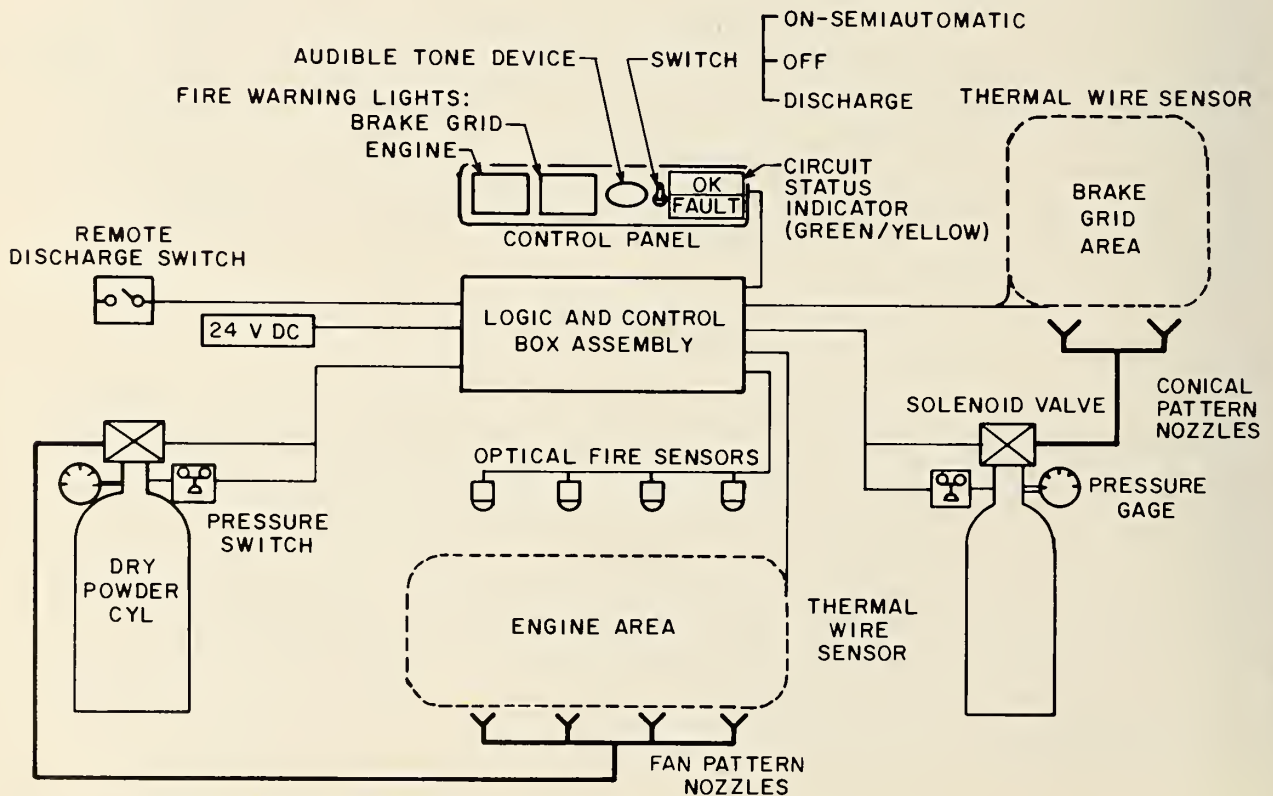 ON-SEMIAUTOMATIC
AUDIBLE TONE DEVICE
SWITCH
OFF
DISCHARGE
FIRE WARNING LIGHTS:
BRAKE GRID
ENGINE
THERMAL WIRE SENSOR
OK
FAULT
CIRCUIT
STATUS
INDICATOR
(GREEN/YELLOW)
CONTROL PANEL
BRAKE
GRID
AREA
REMOTE
DISCHARGE SWITCH
24 V DC
LOGIC AND CONTROL
BOX ASSEMBLY
SOLENOID VALVE
CONICAL
PATTERN
NOZZLES
OPTICAL FIRE SENSORS
PRESSURE
GAGE
PRESSURE
SWITCH
DRY
POWDER
CYL
ENGINE AREA
THERMAL
WIRE
SENSOR
FAN PATTERN
NOZZLES